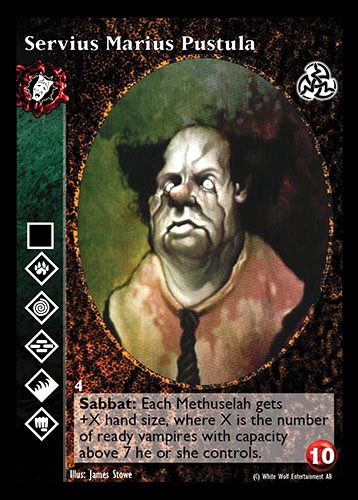 Servius Marius Pustula
4
Sabbat: Each Methuselah gets
+X hand size, where X is the number
of ready vampires with capacity
above 7 he or she controls.
10
Illus: James Stowe
(C) White Wolf Entertainment AB